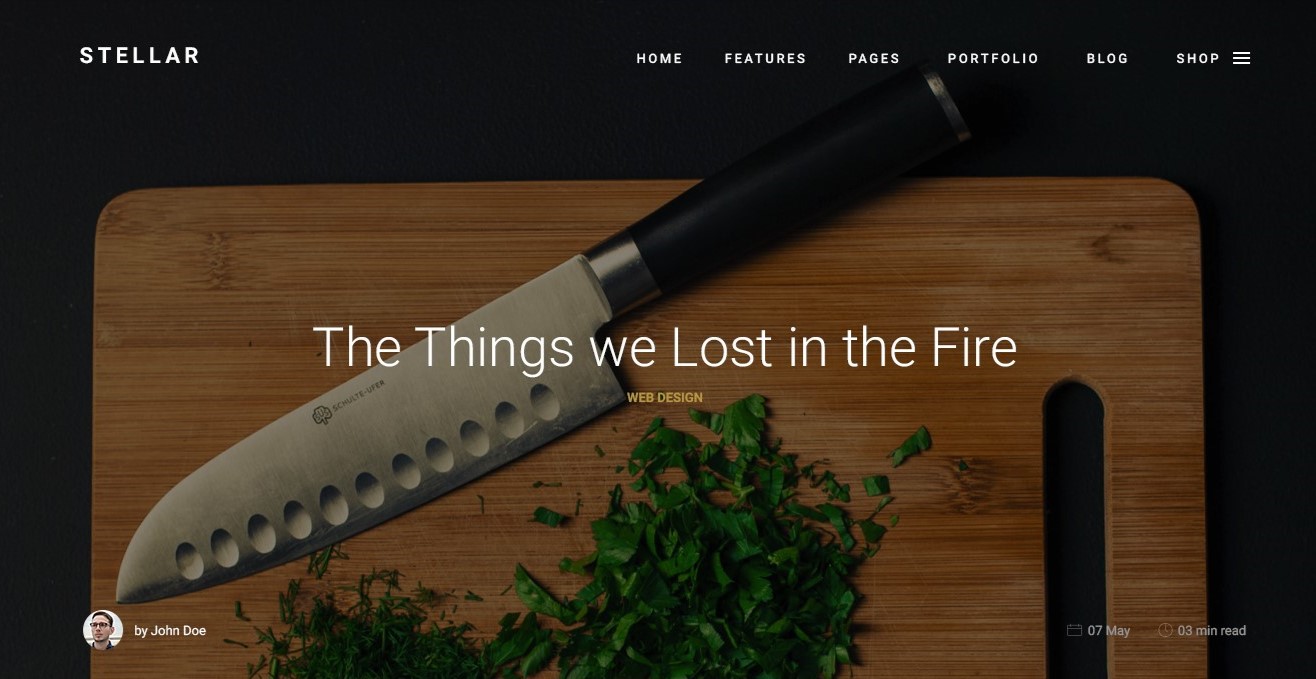 STELLAR
HOME FEATURES PAGES PORTFOLIO BLOG SHOP
The Things we Lost in the Fire
SCHULTE-UFER
WEB DESIGN
by John Doe
07 May 03 min read